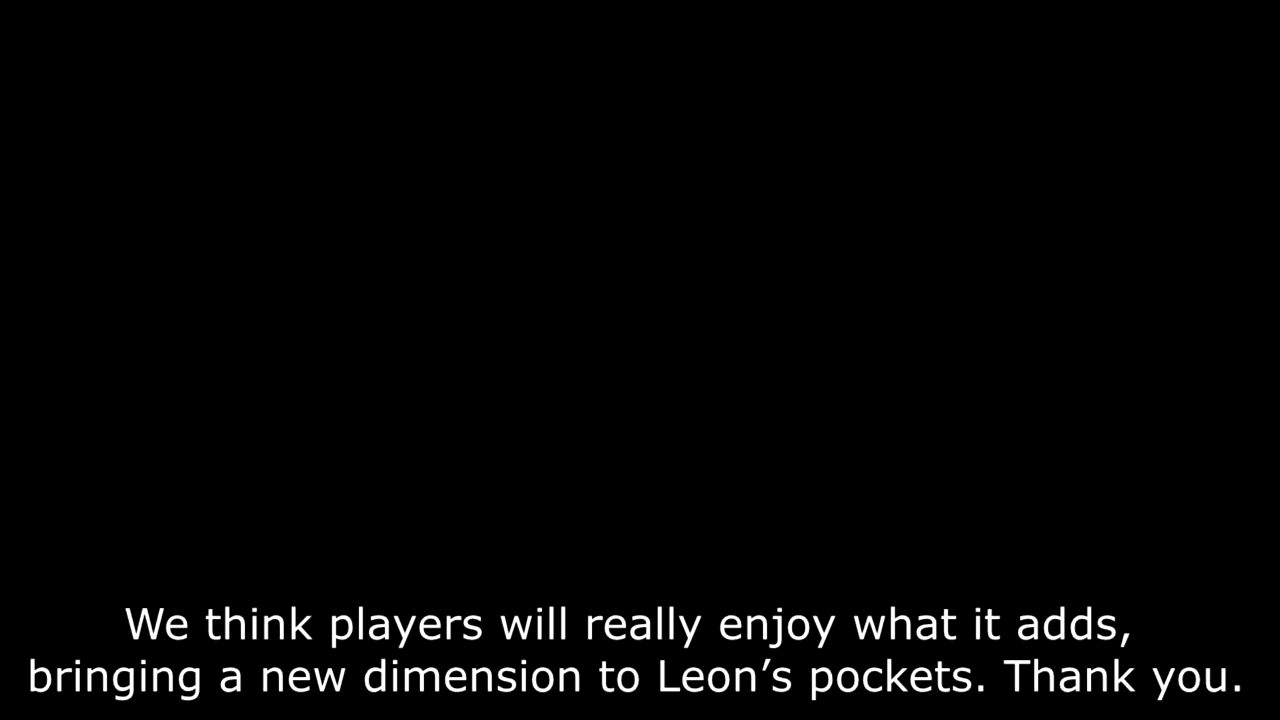 We think players will really enjoy what it adds,
bringing a new dimension to Leon’s pockets. Thank you.